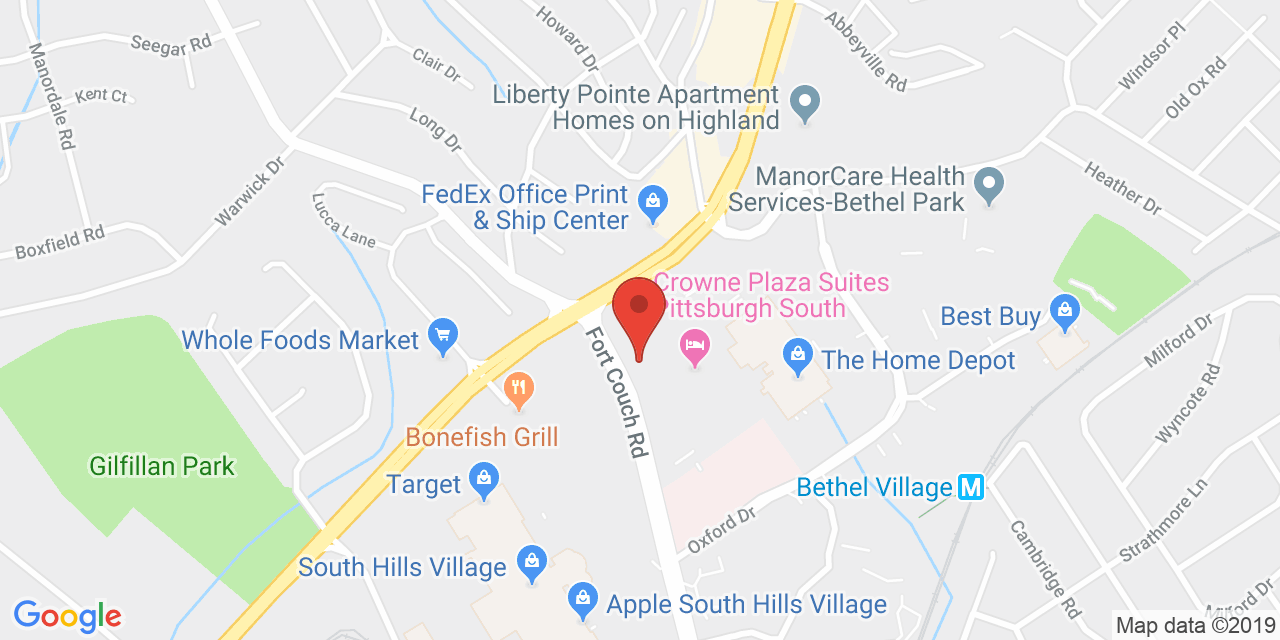 Seegar Rd
Howard Dr
Abbeyville Rd
Windsor Pl
Manordale Rd
Clair Dr
Old Ox Rd
Kent Ct
Long Dr
Liberty Pointe Apartment
Homes on Highland
Warwick Dr
Lucca Lane
Boxfield Rd
FedEx Office Print
& Ship Center
ManorCare Health
Services-Bethel Park
Heather Dr
Crowne Plaza Suites
Pittsburgh South
Best Buy
Milford Dr
Whole Foods Market
Fort Couch Rd
The Home Depot
Wyncote Rd
Bonefish Grill
Gilfillan Park
Target
Bethel Village M
Oxford Dr
Strathmore Ln
Cambridge Rd
South Hills Village
Apple South Hills Village
Milford Dr
Google
Map data ©2019